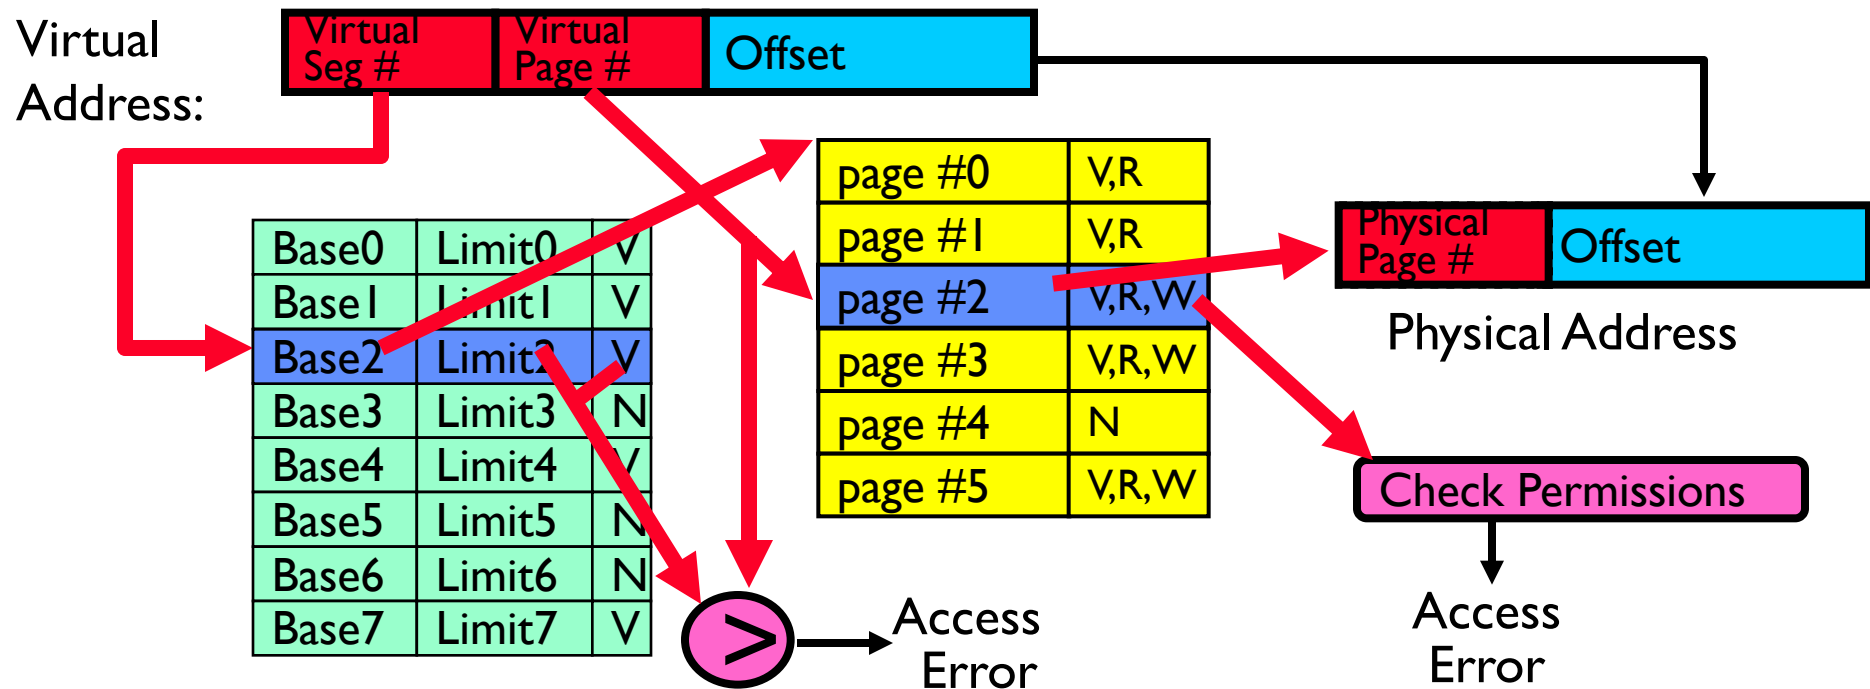 Virtual
Address:
Virtual
Seg #
Virtual
Page #
Offset
Base0 Limit0 V
Base1 Limit1 V
Base2 Limit2 V
Base3 Limit3 N
Base4 Limit4 V
Base5 Limit5 N
Base6 Limit6 N
Base7 Limit7 V
page #0 V,R
page #1 V,R
page #2 V,R,W
page #3 V,R,W
page #4 N
page #5 V,R,W
Physical
Page #
Offset
Physical Address
Check Permissions
>
Access
Error
Access
Error